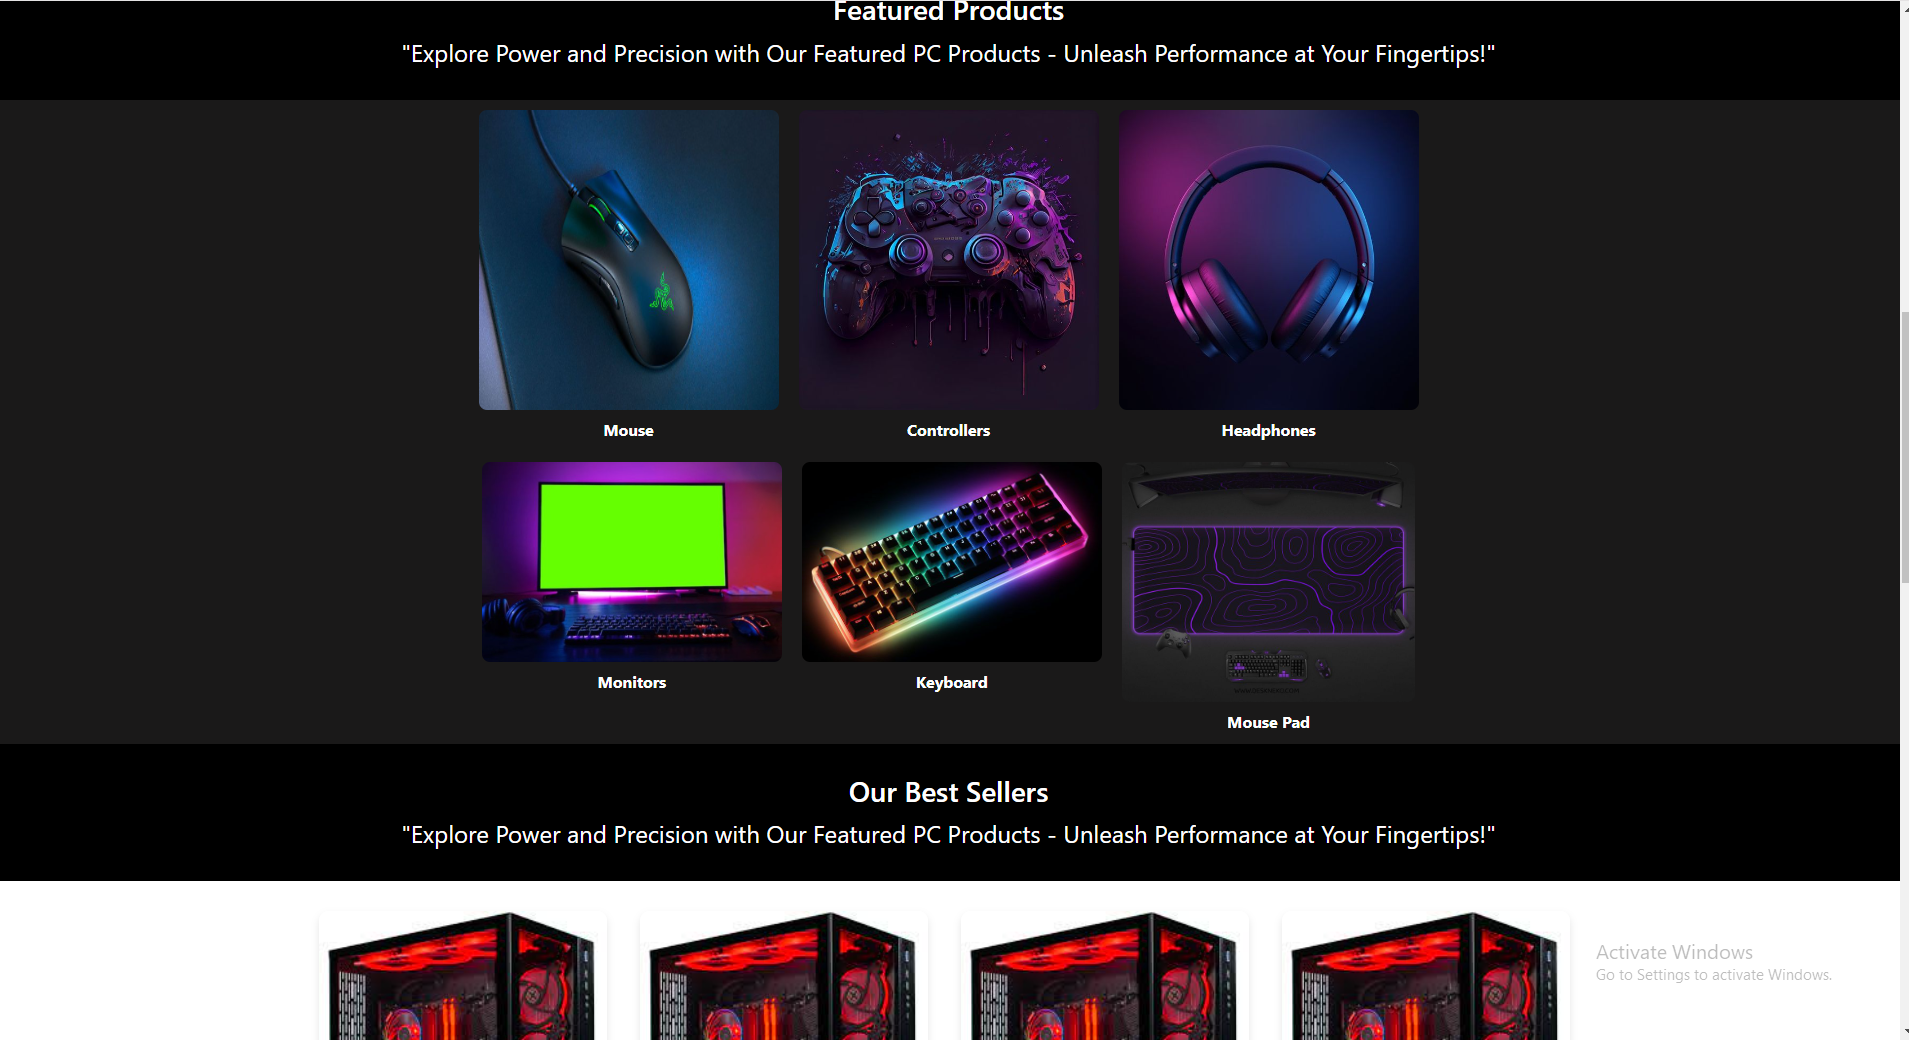 Featured Products
"Explore Power and Precision with Our Featured PC Products - Unleash Performance at Your Fingertips!"
Mouse
Controllers
Headphones
Monitors
Keyboard
Mouse Pad
Our Best Sellers
"Explore Power and Precision with Our Featured PC Products - Unleash Performance at Your Fingertips!"
Activate Windows
Go to Settings to activate Windows.